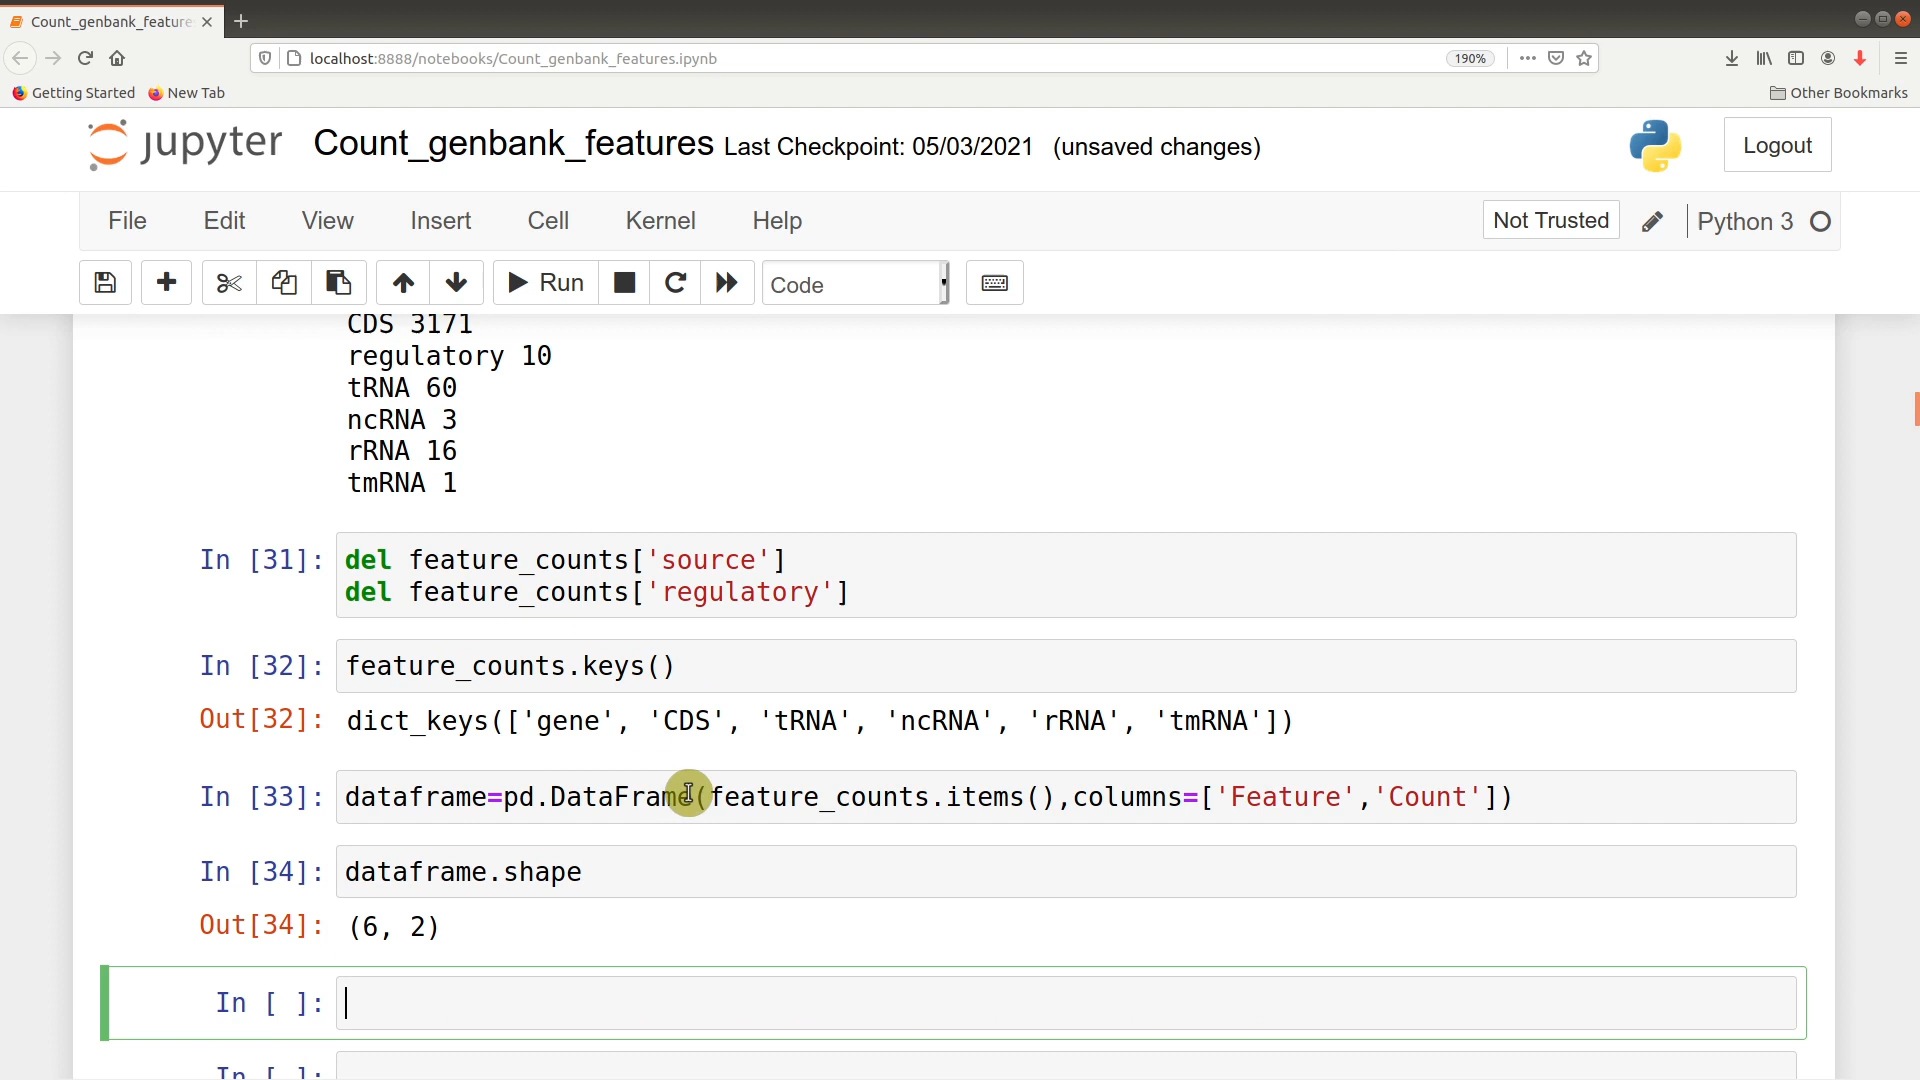 Count_genbank_feature
localhost:8888/notebooks/Count_genbank_features.ipynb
190%
Getting Started
New Tab
Other Bookmarks
jupyter
Count_genbank_features Last Checkpoint: 05/03/2021 (unsaved changes)
Logout
File Edit View Insert Cell Kernel Help
Not Trusted
Python 3
Run
Code
CDS 3171
regulatory 10
tRNA 60
ncRNA 3
rRNA 16
tmRNA 1
In [31]: del feature_counts['source']
del feature_counts['regulatory']
In [32]: feature_counts.keys()
Out[32]: dict_keys(['gene', 'CDS', 'tRNA', 'ncRNA', 'rRNA', 'tmRNA'])
In [33]: dataframe=pd.DataFrame(feature_counts.items(),columns=['Feature','Count'])
In [34]: dataframe.shape
Out[34]: (6, 2)
In [ ]:
In [ ]: